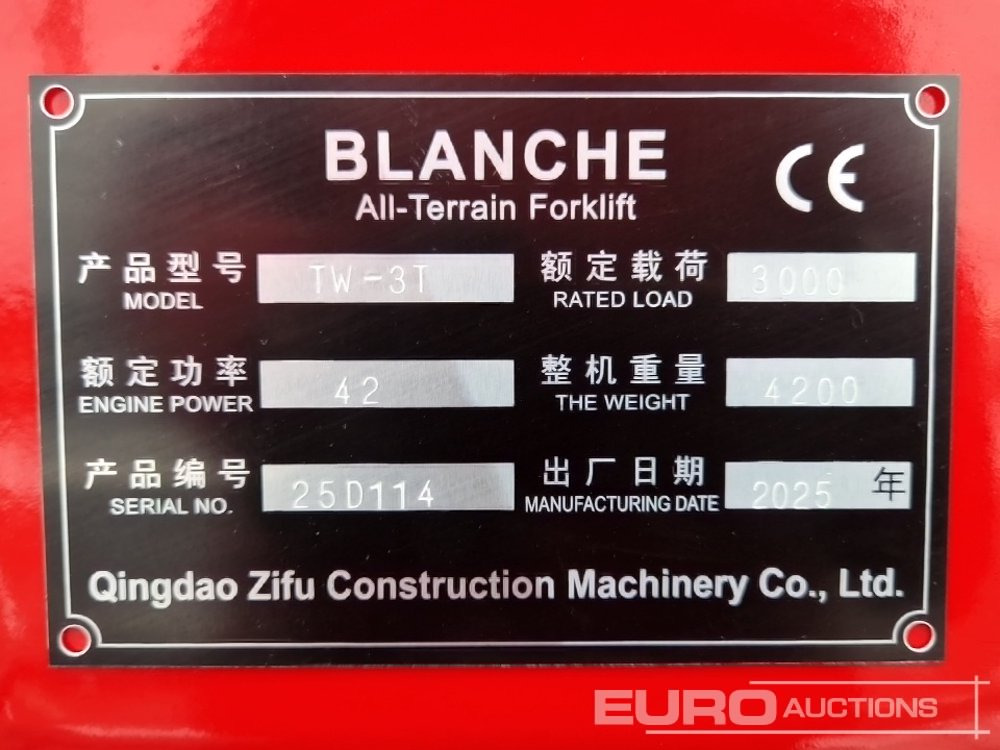 BLANCHE
CE
All-Terrain Forklift
产品型号 TW-3T 额定载荷 3000
MODEL RATED LOAD
额定功率 42 整机重量 4200
ENGINE POWER THE WEIGHT
产品编号 25D114 出厂日期 2025 年
SERIAL NO. MANUFACTURING DATE
Qingdao Zifu Construction Machinery Co., Ltd.
EURO AUCTIONS